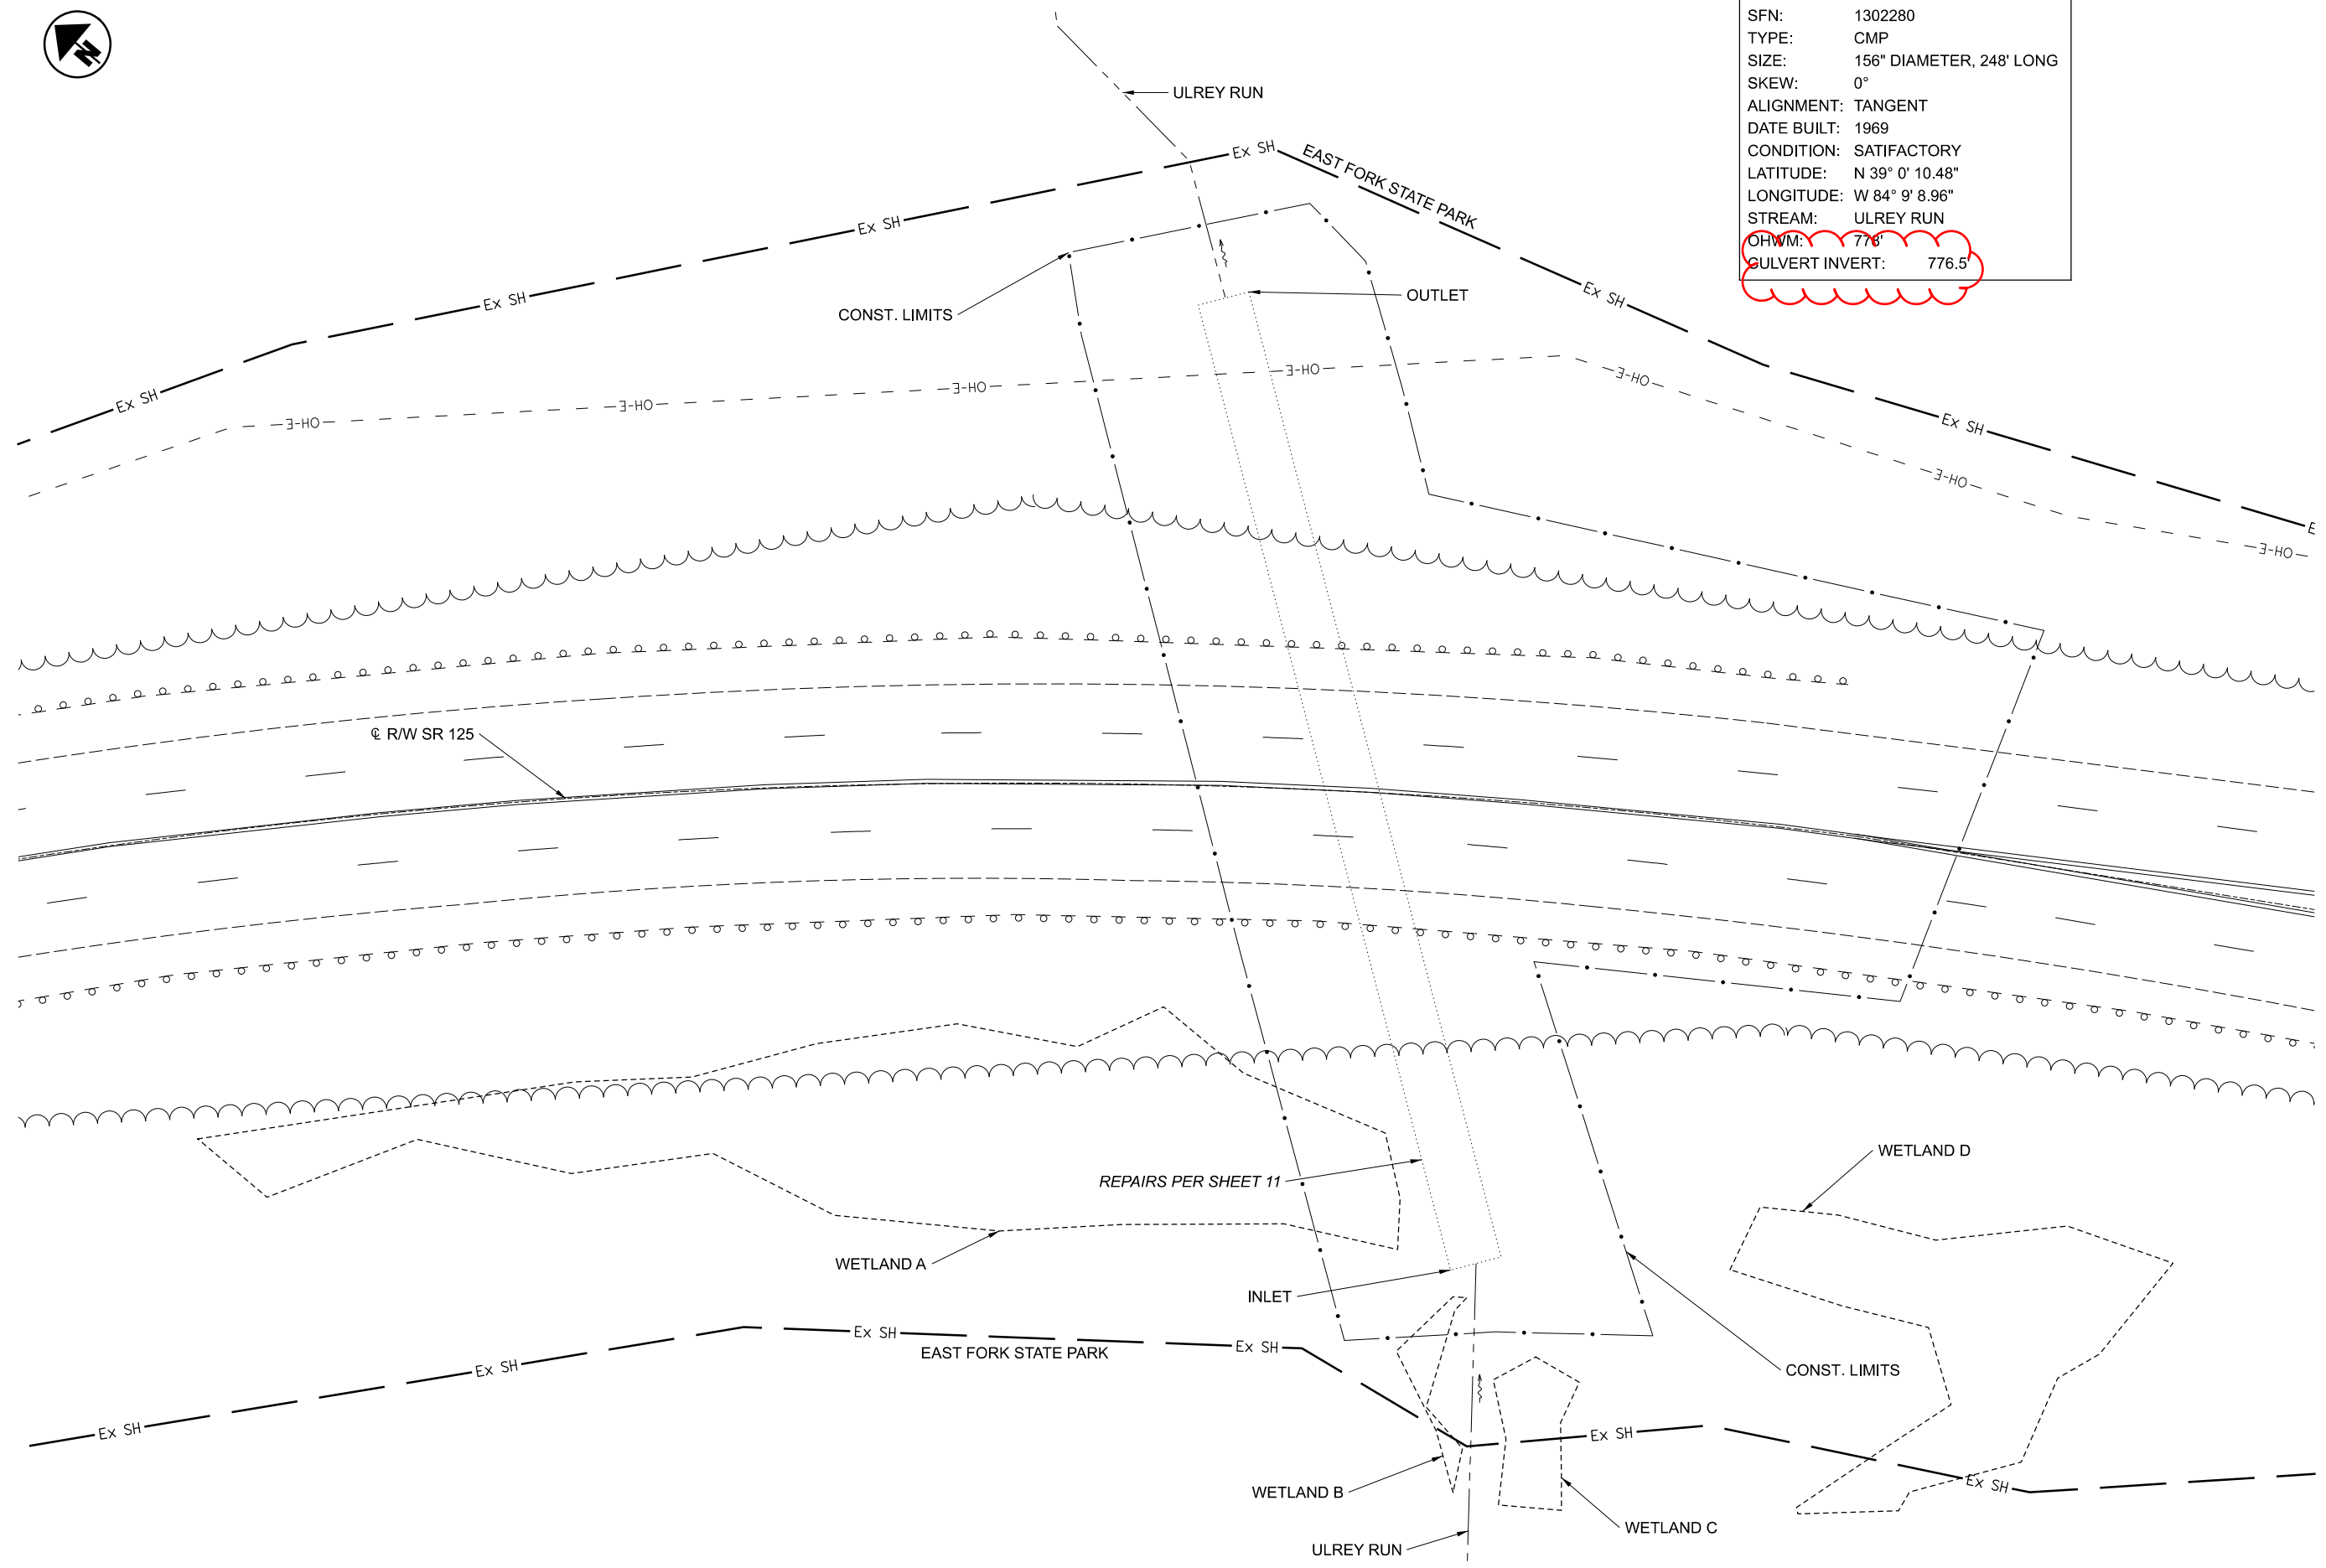 N
SFN: 1302280
TYPE: CMP
SIZE: 156" DIAMETER, 248' LONG
SKEW: 0°
ALIGNMENT: TANGENT
DATE BUILT: 1969
CONDITION: SATIFACTORY
LATITUDE: N 39° 0' 10.48"
LONGITUDE: W 84° 9' 8.96"
STREAM: ULREY RUN
OHWM: 778'
CULVERT INVERT: 776.5'
ULREY RUN
Ex SH
EAST FORK STATE PARK
Ex SH
Ex SH
Ex SH
CONST. LIMITS
OUTLET
Ex SH
Ex SH
E
OH-E
OH-E
OH-E
OH-E
OH-E
OH-E
OH-E
℄ R/W SR 125
REPAIRS PER SHEET 11
WETLAND D
WETLAND A
INLET
Ex SH
Ex SH
Ex SH
Ex SH
EAST FORK STATE PARK
CONST. LIMITS
Ex SH
Ex SH
WETLAND B
WETLAND C
ULREY RUN